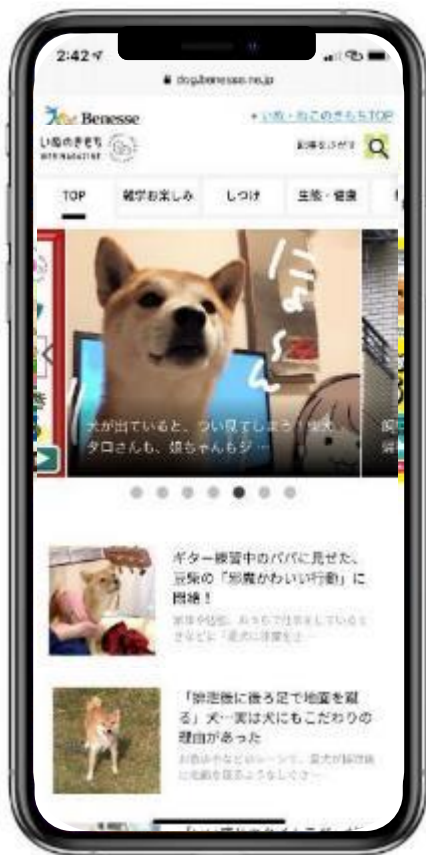 2:42
dog.benesse.ne.jp
Benesse
いぬ・ねこのきもちTOP
いぬのきもち
WEB MAGAZINE
記事をさがす
TOP
雑学お楽しみ
しつけ
生態・健康
にょ〜ん
犬が出ていると、つい見てしまう！柴犬
タロさんも、娘ちゃんもジ…
ギター練習中のパパに見せた、
豆柴の「邪魔かわいい行動」に
悶絶！
「排泄後に後ろ足で地面を蹴
る」犬…実は犬にもこだわりの
理由があった